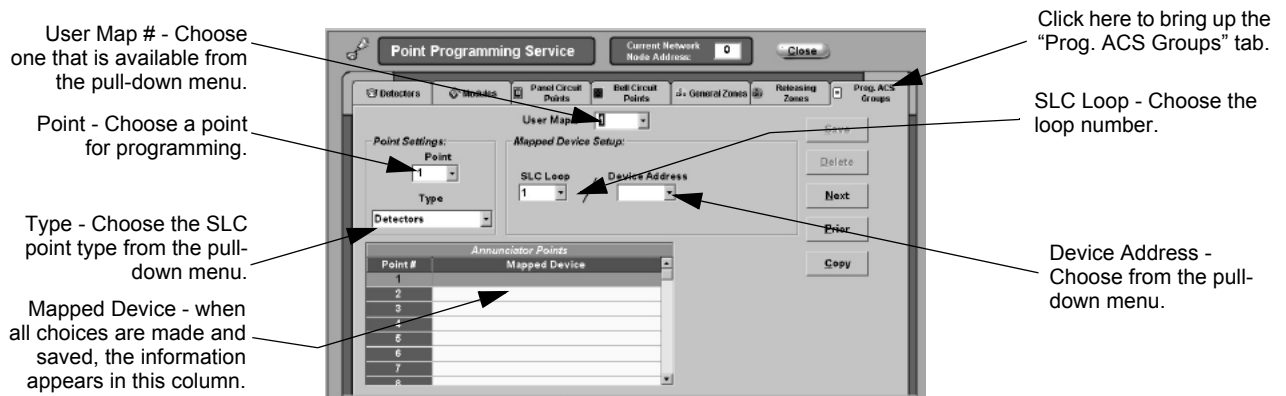 User Map # - Choose
one that is available from
the pull-down menu.
Point - Choose a point
for programming.
Type - Choose the SLC
point type from the pull-
down menu.
Mapped Device - when
all choices are made and
saved, the information
appears in this column.
Point Programming Service
Current Network
Node Address:
0
Close
Detectors
Modules
Panel Circuit
Points
Bell Circuit
Points
General Zones
Releasing
Zones
Prog. ACS
Groups
User Map
1
Point Settings:
Point
1
Type
Detectors
Mapped Device Setup:
SLC Loop
1
/
Device Address
Save
Delete
Next
Prior
Copy
Annunciator Points
Point #
Mapped Device
1
2
3
4
5
6
7
8
Click here to bring up the
“Prog. ACS Groups” tab.
SLC Loop - Choose the
loop number.
Device Address -
Choose from the pull-
down menu.